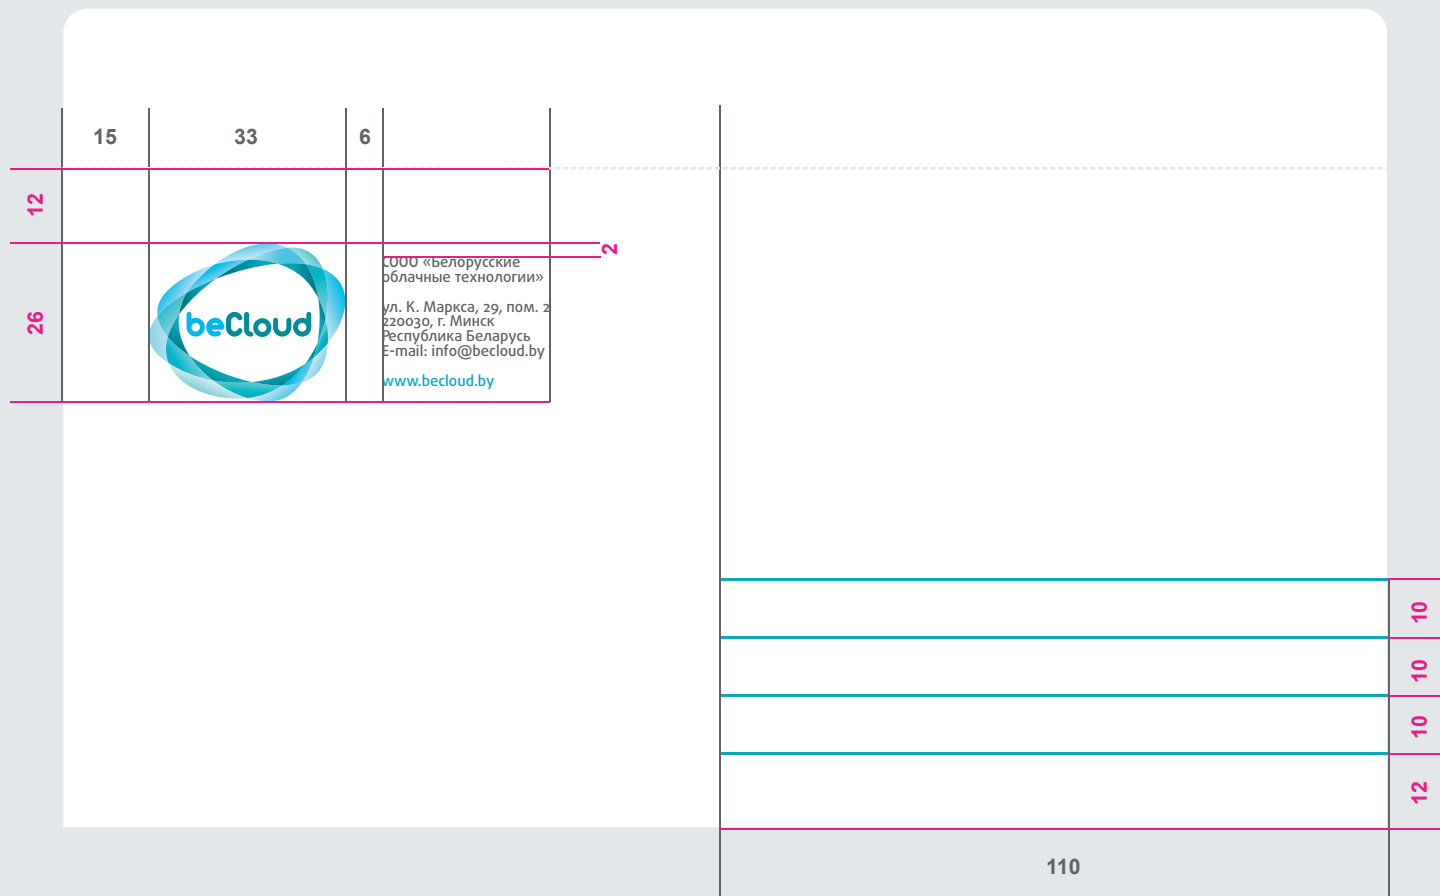 15
33
6
12
2
26
beCloud
СООО «Белорусские
облачные технологии»
ул. К. Маркса, 29, пом. 2
220030, г. Минск
Республика Беларусь
E-mail: info@becloud.by
www.becloud.by
10
10
10
12
110